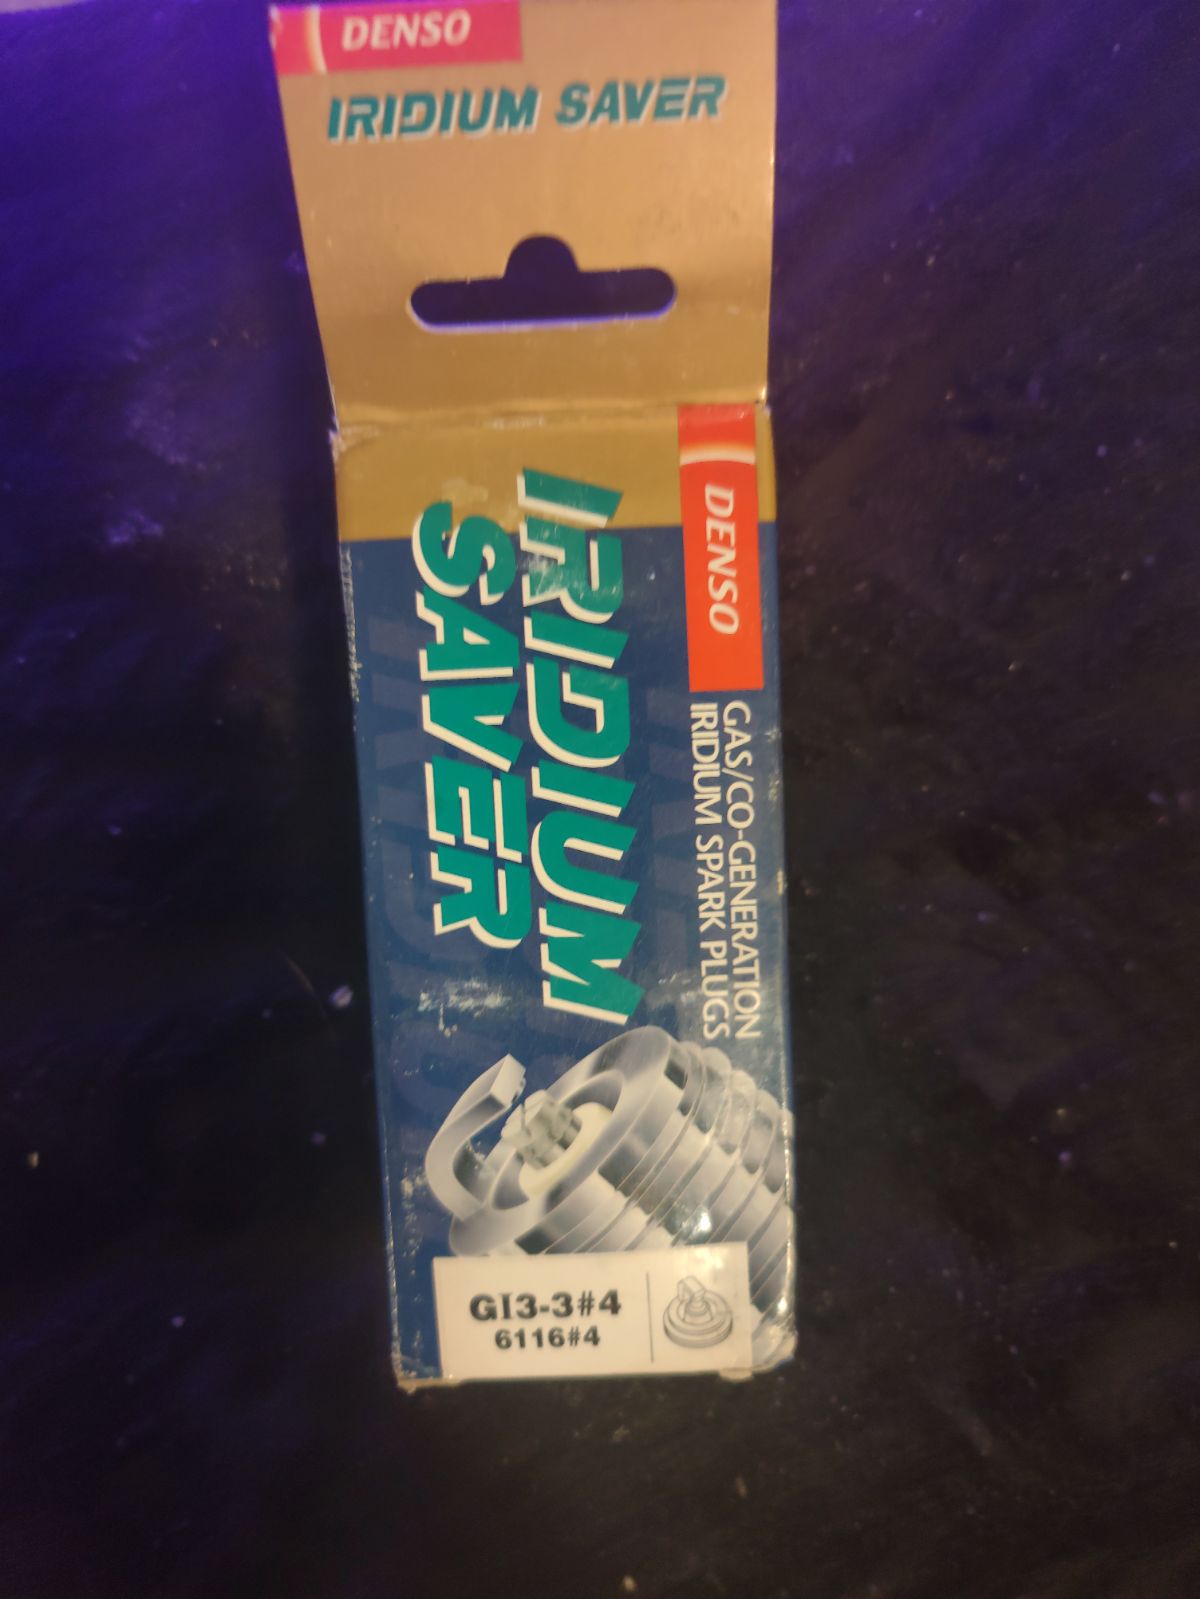 DENSO
IRIDIUM SAVER
DENSO
GAS/CO-GENERATION
IRIDIUM SPARK PLUGS
IRIDIUM
SAVER
GI3-3#4
6116#4